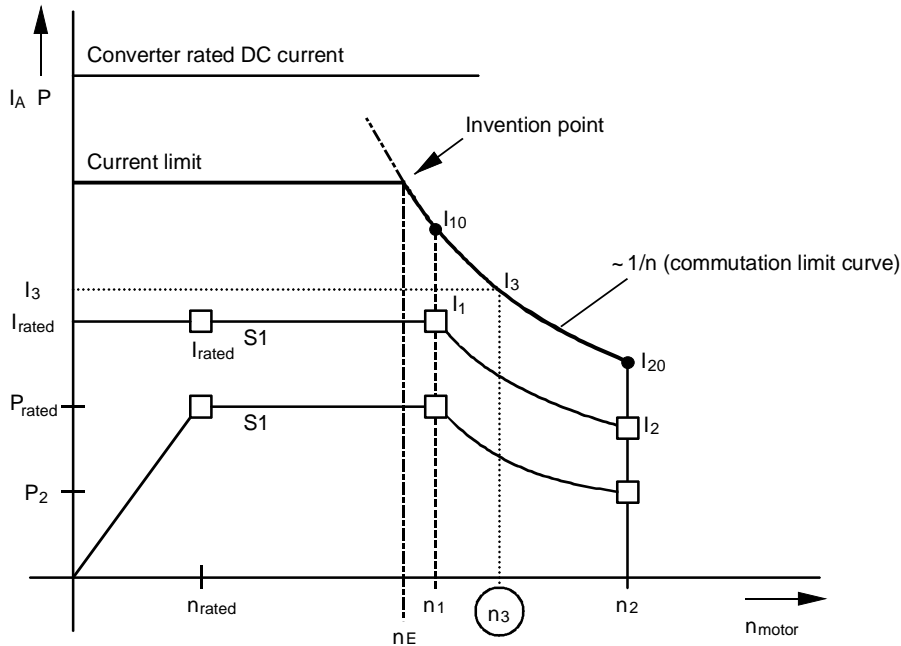 Converter rated DC current
IA P
Invention point
Current limit
I10
~ 1/n (commutation limit curve)
I3
I3
I1
Irated
S1
Irated
I20
Prated
S1
I2
P2
nrated
n1
n3
n2
nE
nmotor